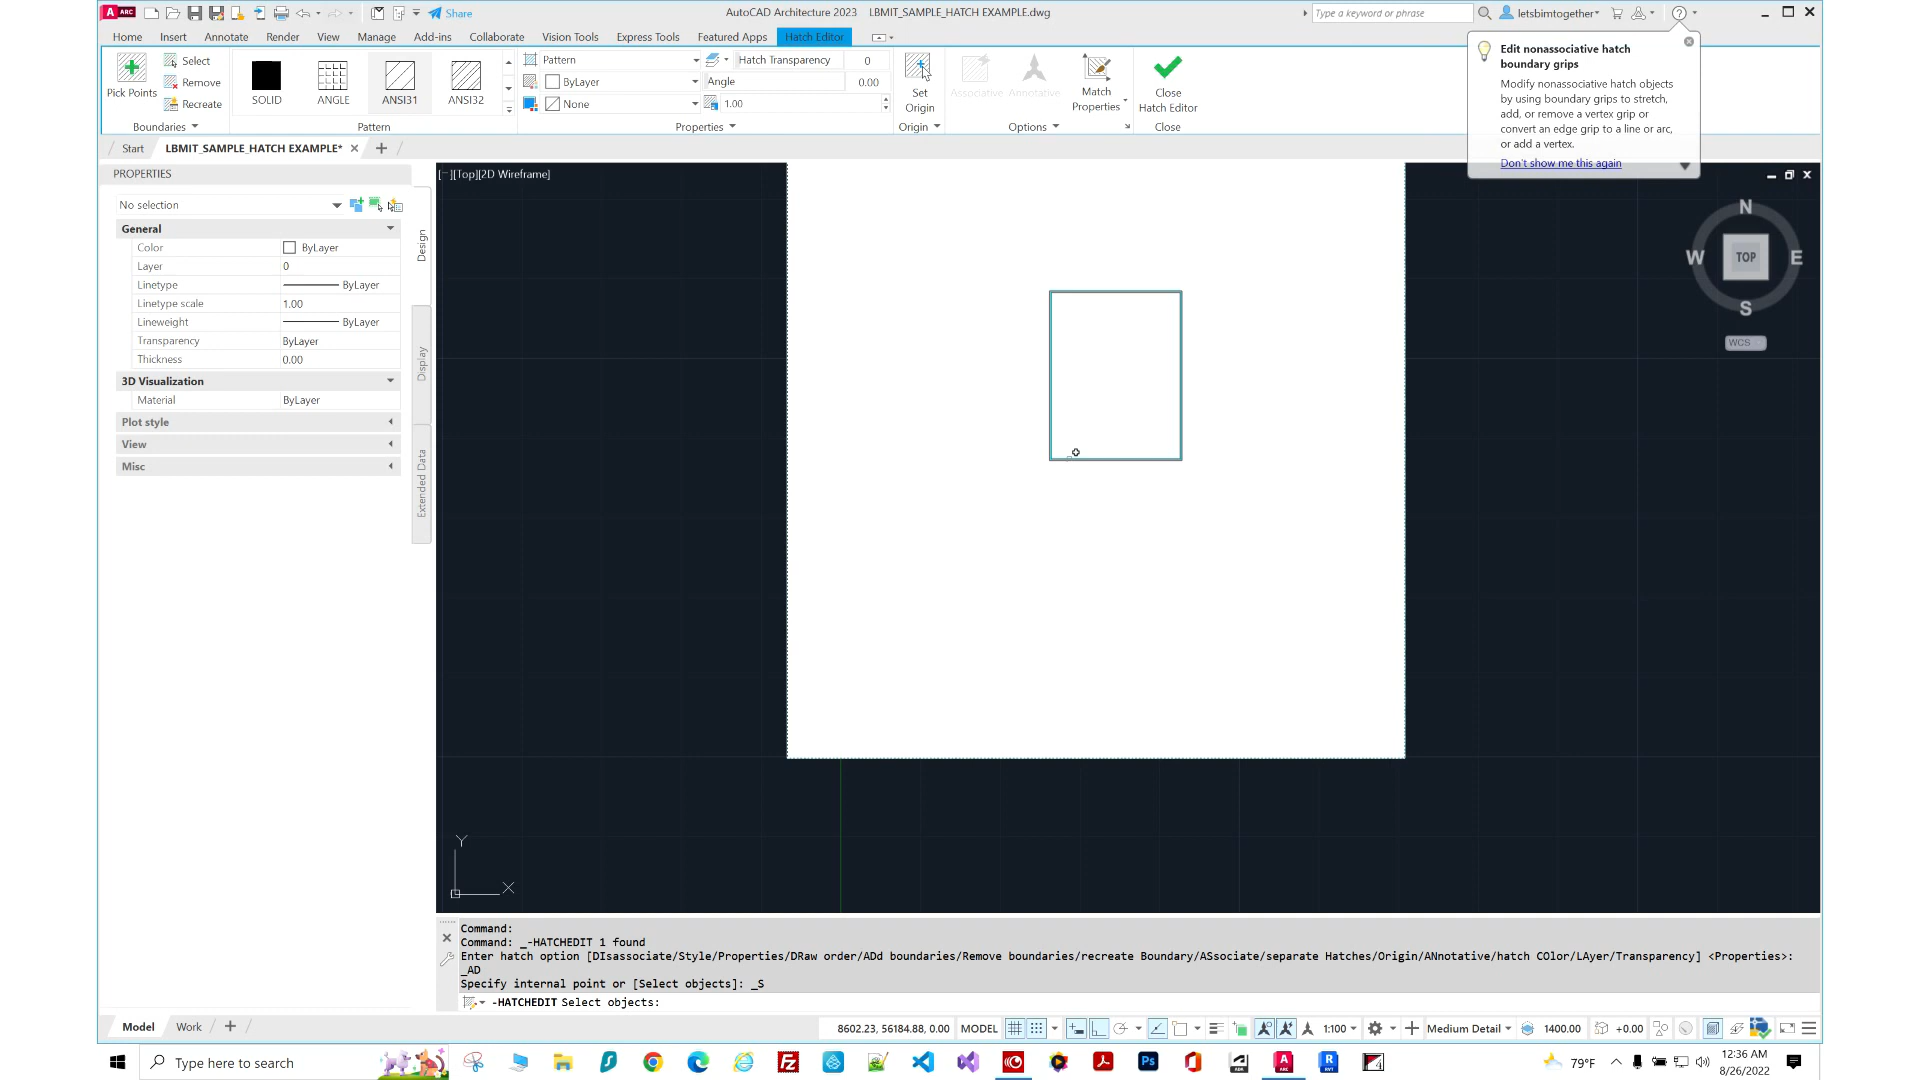 A ARC Share AutoCAD Architecture 2023 LBMIT_SAMPLE_HATCH EXAMPLE.dwg Type a keyword or phrase letsbimtogether
Home Insert Annotate Render View Manage Add-ins Collaborate Vision Tools Express Tools Featured Apps Hatch Editor
Pick Points
Select
Remove
Recreate
Boundaries
SOLID
ANGLE
ANSI31
ANSI32
Pattern
Pattern
ByLayer
None
Hatch Transparency 0
Angle 0.00
1.00
Properties
Set
Origin
Origin
Associative
Annotative
Match
Properties
Options
Close
Hatch Editor
Close
Edit nonassociative hatch
boundary grips
Modify nonassociative hatch objects
by using boundary grips to stretch,
add, or remove a vertex grip or
convert an edge grip to a line or arc,
or add a vertex.
Don't show me this again
Start LBMIT_SAMPLE_HATCH EXAMPLE*
PROPERTIES
No selection
General
Color ByLayer
Layer 0
Linetype ByLayer
Linetype scale 1.00
Lineweight ByLayer
Transparency ByLayer
Thickness 0.00
3D Visualization
Material ByLayer
Plot style
View
Misc
Design
Display
Extended Data
[−][Top][2D Wireframe]
N
W TOP E
S
WCS
Y
X
Command:
Command: _-HATCHEDIT 1 found
Enter hatch option [DIsassociate/Style/Properties/DRaw order/ADd boundaries/Remove boundaries/recreate Boundary/ASsociate/separate Hatches/Origin/ANnotative/hatch COlor/LAyer/Transparency] <Properties>:
_AD
Specify internal point or [Select objects]: _S
-HATCHEDIT Select objects:
Model Work 8602.23, 56184.88, 0.00 MODEL 1:100 Medium Detail 1400.00 +0.00
Type here to search 79°F 12:36 AM
8/26/2022